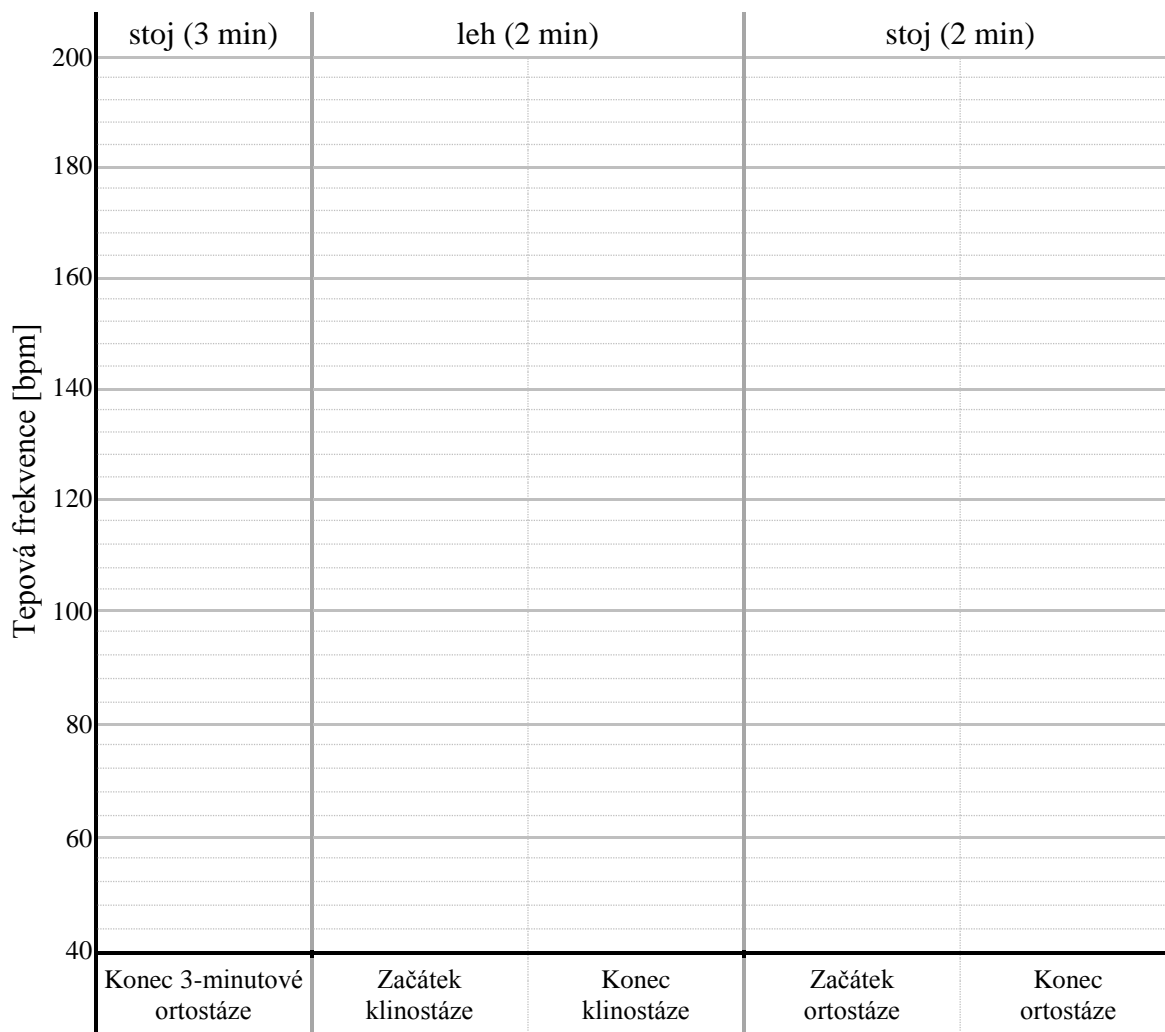 stoj (3 min) leh (2 min) stoj (2 min)
200
180
160
140
120
100
80
60
40
Tepová frekvence [bpm]
Konec 3-minutové Začátek Konec Začátek Konec
ortostáze klinostáze klinostáze ortostáze ortostáze